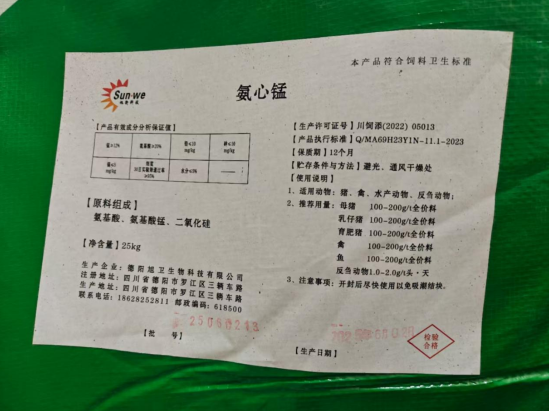 本产品符合饲料卫生标准
Sun-we
氨心锰
【产品有效成分分析保证值】
【原料组成】
氨基酸、氨基酸锰、二氧化硅
【净含量】25kg
生产企业：德阳旭卫生物科技有限公司
注册地址：四川省德阳市罗江区三辆车路
生产地址：四川省德阳市罗江区三辆车路
联系电话：18628252811 邮政编码：618500
【批 号】
【生产许可证号】川饲添(2022) 05013
【产品执行标准】Q/MA69H23Y1N-11.1-2023
【保质期】12个月
【贮存条件与方法】避光、通风干燥处
【使用说明】
1、适用动物：猪、禽、水产动物、反刍动物；
2、推荐用量：母猪 100-200g/t全价料
乳仔猪 100-200g/t全价料
育肥猪 100-200g/t全价料
禽 100-200g/t全价料
鱼 100-200g/t全价料
反刍动物1.0-2.0g/头·天
3、注意事项：开封后尽快使用以免吸潮结块。
【生产日期】
检验
合格